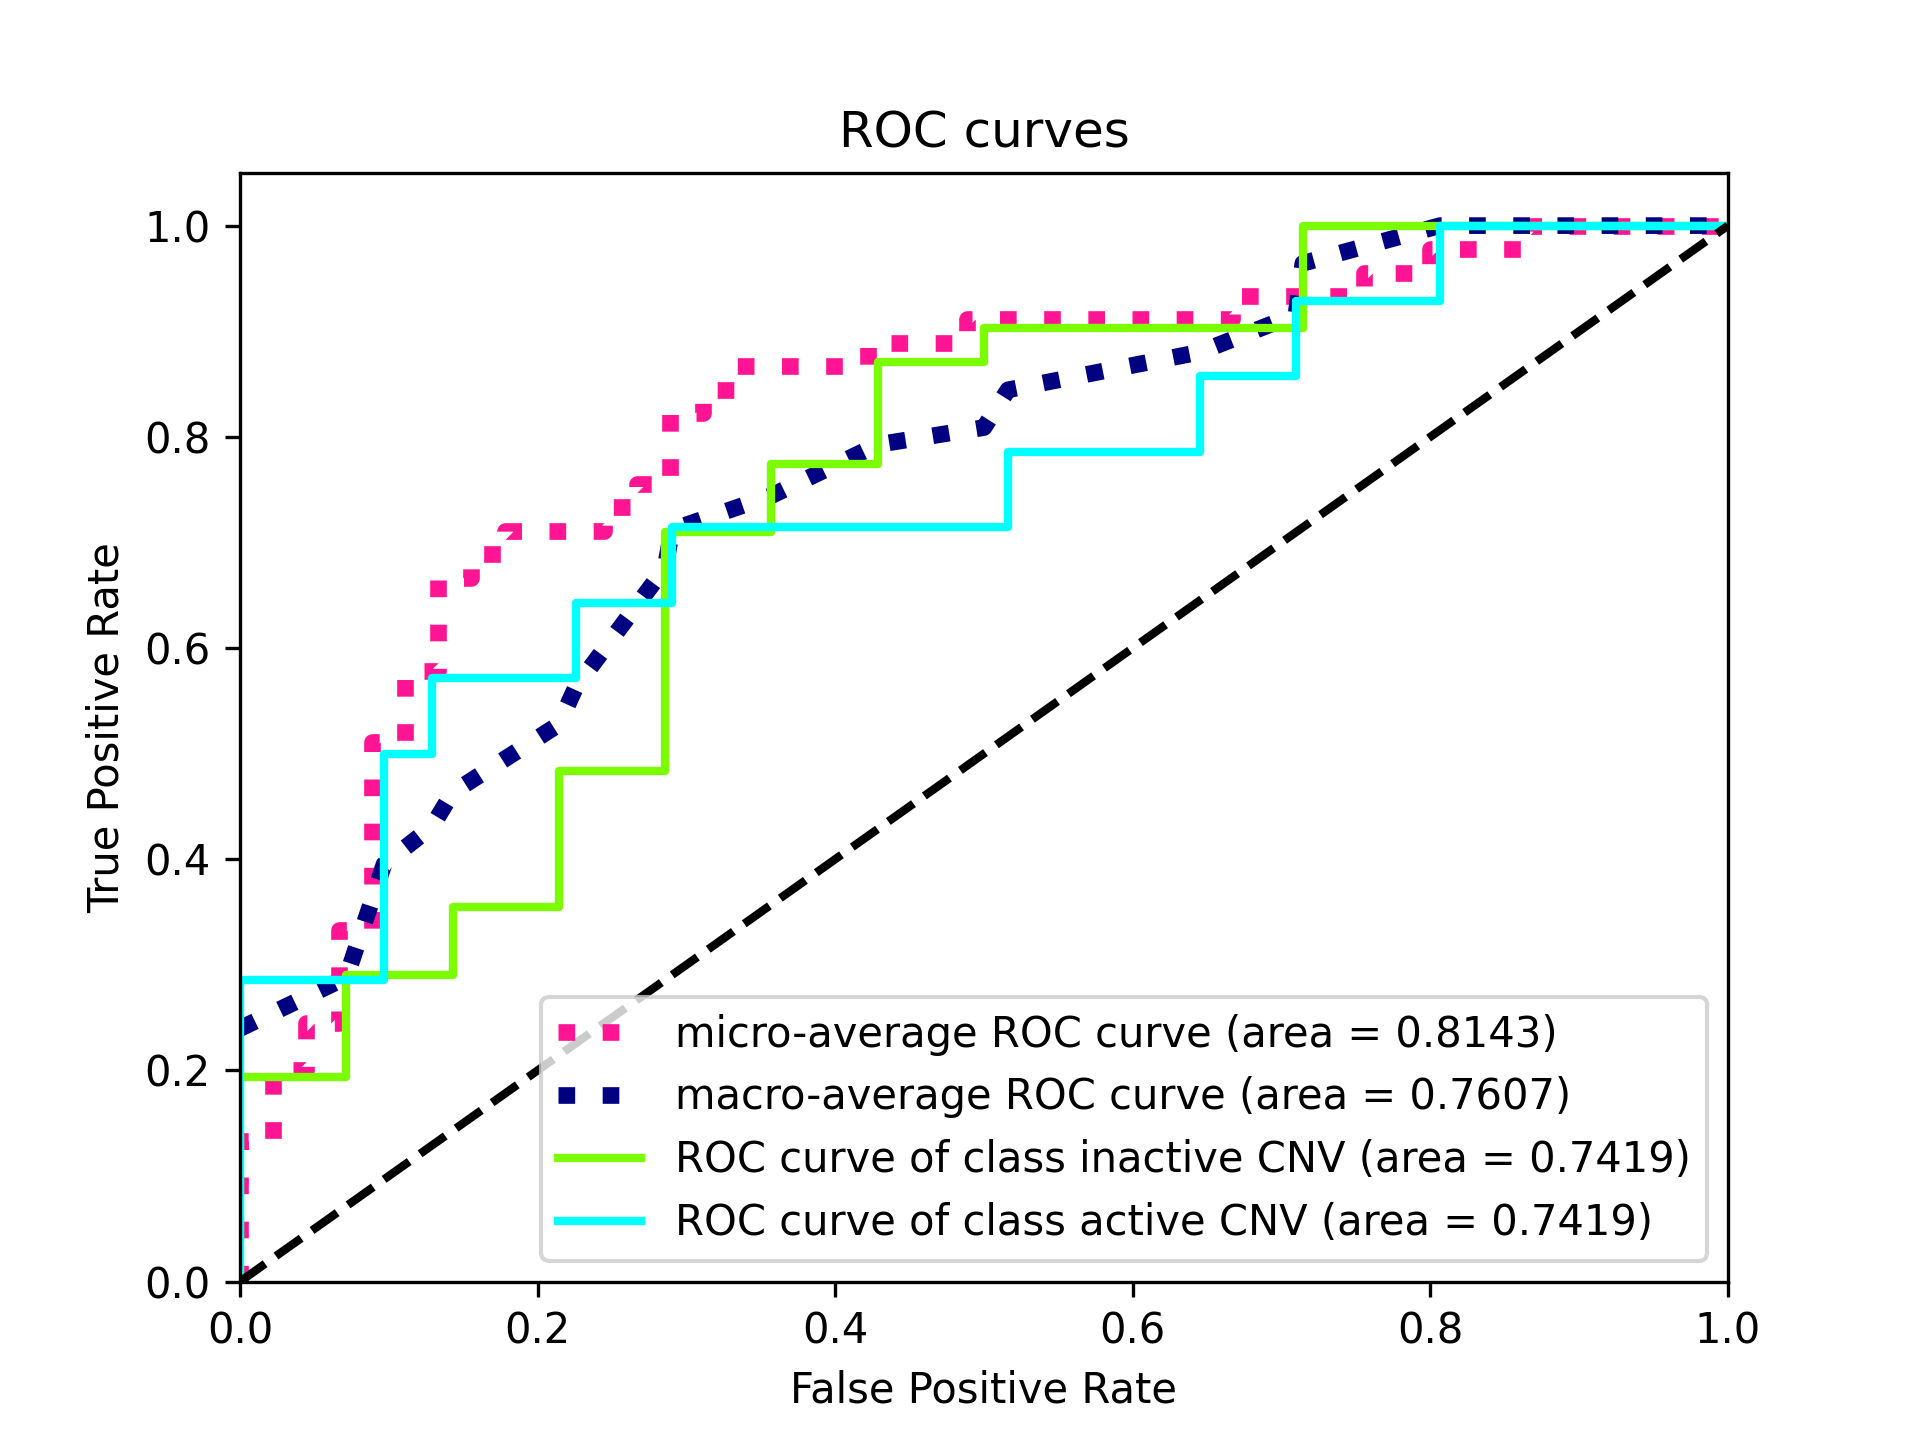 ROC curves
1.0
0.8
0.6
0.4
0.2
0.0
True Positive Rate
micro-average ROC curve (area = 0.8143)
macro-average ROC curve (area = 0.7607)
ROC curve of class inactive CNV (area = 0.7419)
ROC curve of class active CNV (area = 0.7419)
0.0 0.2 0.4 0.6 0.8 1.0
False Positive Rate